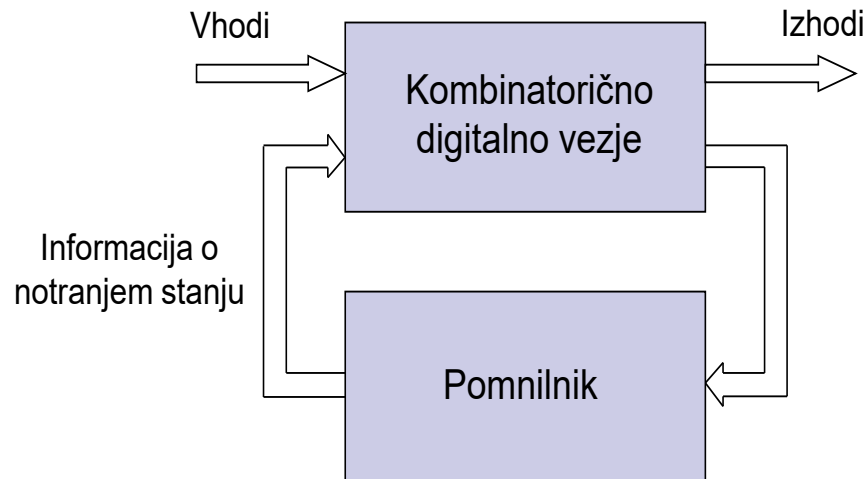 Vhodi
Izhodi
Kombinatorično
digitalno vezje
Informacija o
notranjem stanju
Pomnilnik